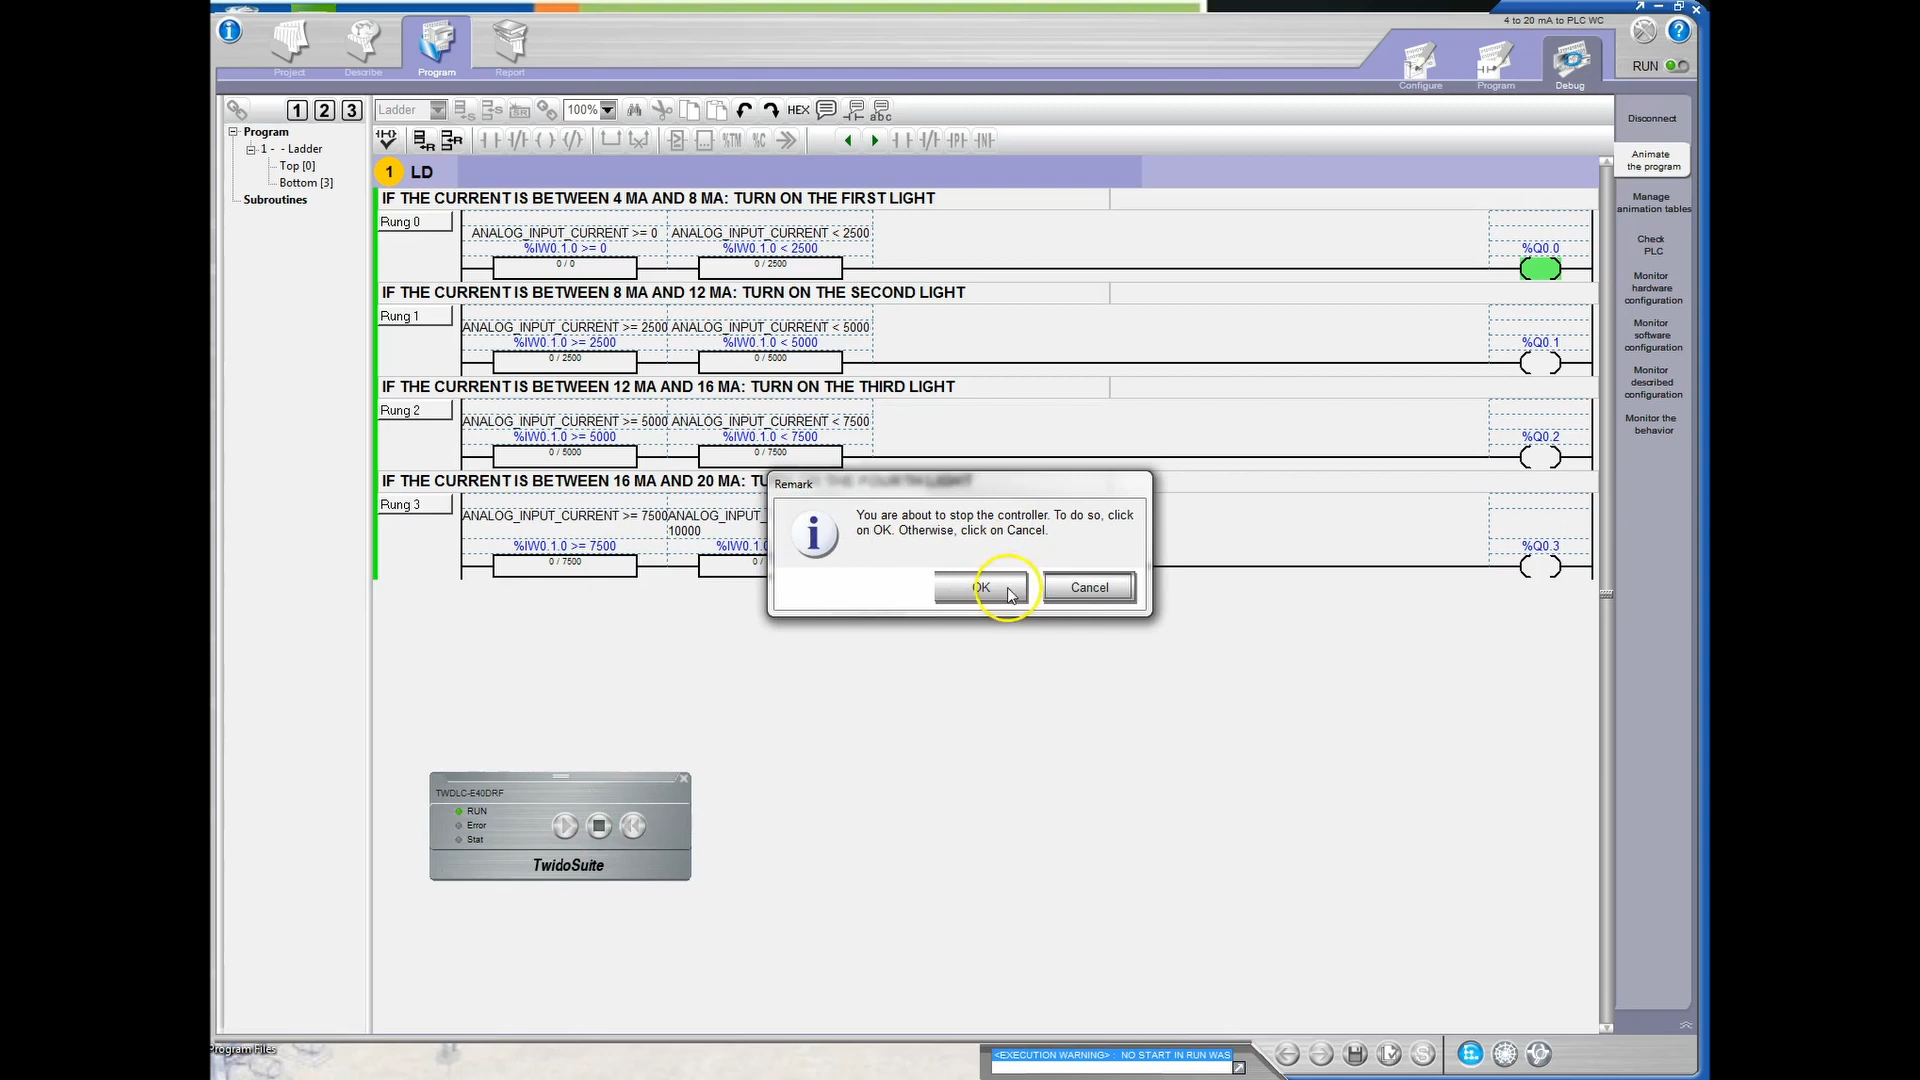 4 to 20 mA to PLC WC
Project
Describe
Program
Report
Configure
Program
Debug
RUN
1 2 3
Ladder
100%
HEX
abc
%TM
%C
Program
1 - - Ladder
Top [0]
Bottom [3]
Subroutines
1 LD
IF THE CURRENT IS BETWEEN 4 MA AND 8 MA: TURN ON THE FIRST LIGHT
Rung 0
ANALOG_INPUT_CURRENT >= 0 ANALOG_INPUT_CURRENT < 2500
%IW0.1.0 >= 0 %IW0.1.0 < 2500 %Q0.0
0 / 0 0 / 2500
IF THE CURRENT IS BETWEEN 8 MA AND 12 MA: TURN ON THE SECOND LIGHT
Rung 1
ANALOG_INPUT_CURRENT >= 2500 ANALOG_INPUT_CURRENT < 5000
%IW0.1.0 >= 2500 %IW0.1.0 < 5000 %Q0.1
0 / 2500 0 / 5000
IF THE CURRENT IS BETWEEN 12 MA AND 16 MA: TURN ON THE THIRD LIGHT
Rung 2
ANALOG_INPUT_CURRENT >= 5000 ANALOG_INPUT_CURRENT < 7500
%IW0.1.0 >= 5000 %IW0.1.0 < 7500 %Q0.2
0 / 5000 0 / 7500
IF THE CURRENT IS BETWEEN 16 MA AND 20 MA: TU
Rung 3
ANALOG_INPUT_CURRENT >= 7500 ANALOG_INPUT_
10000
%IW0.1.0 >= 7500 %IW0.1.0 %Q0.3
0 / 7500 0 /
Remark
You are about to stop the controller. To do so, click
on OK. Otherwise, click on Cancel.
OK
Cancel
TWDLC-E40DRF
RUN
Error
Stat
TwidoSuite
Disconnect
Animate
the program
Manage
animation tables
Check
PLC
Monitor
hardware
configuration
Monitor
software
configuration
Monitor
described
configuration
Monitor the
behavior
Program Files
<EXECUTION WARNING> : NO START IN RUN WAS